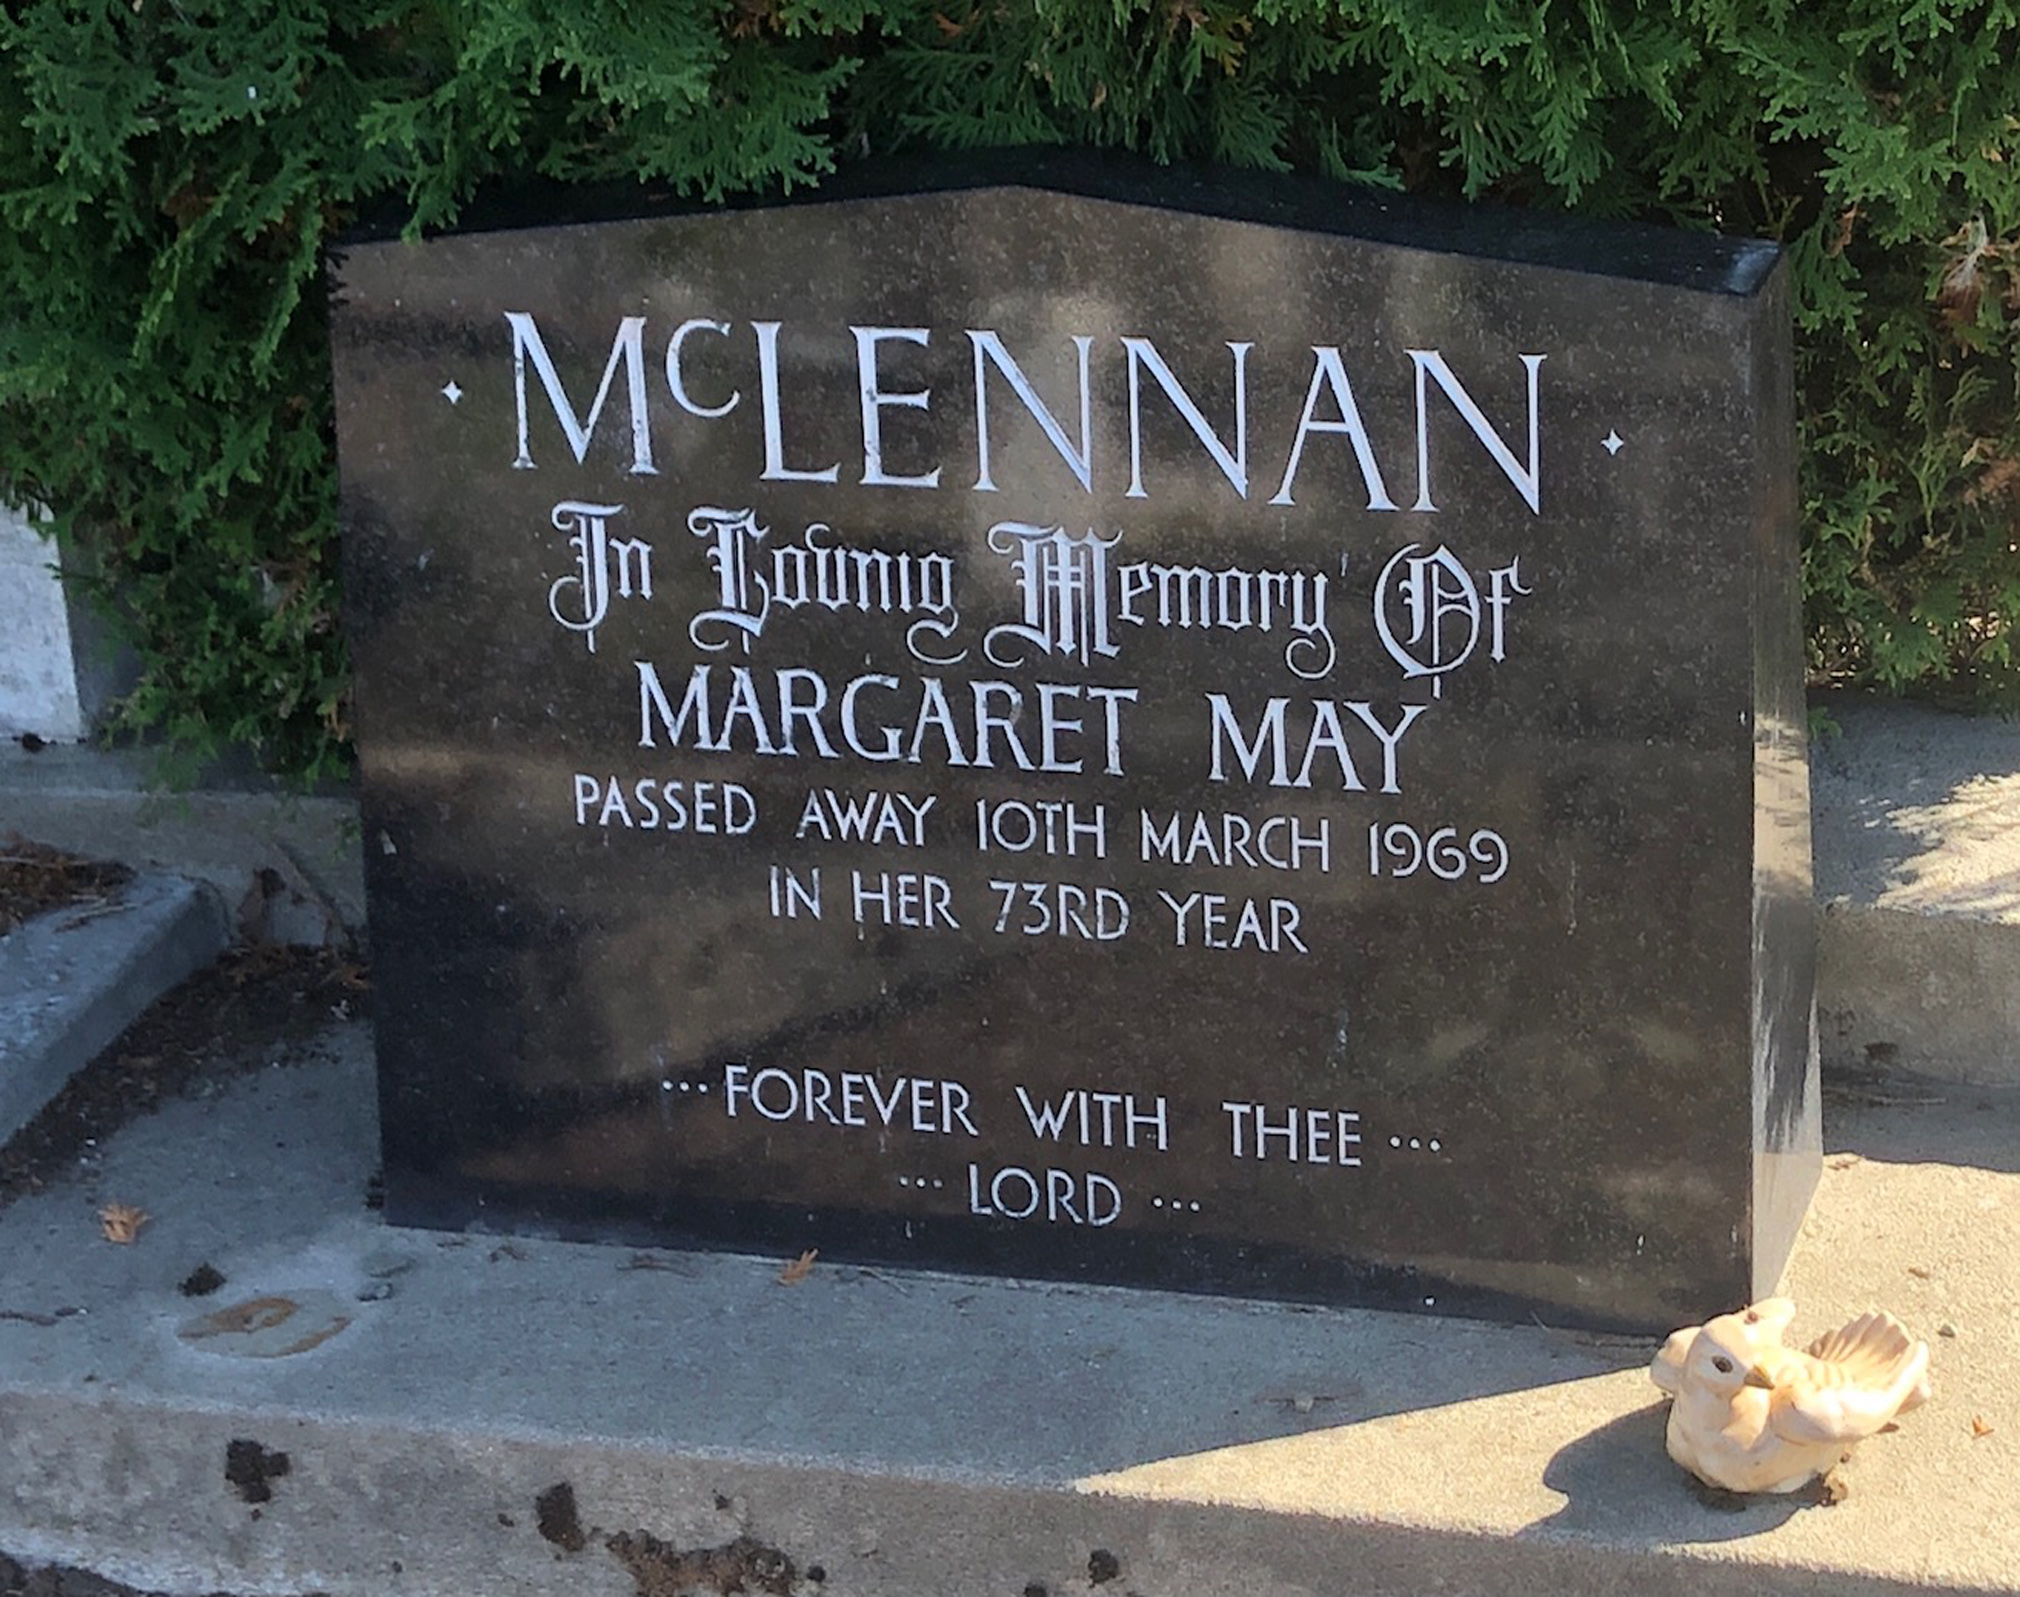 McLENNAN
In Lovnig Memory Of
MARGARET MAY
PASSED AWAY 10TH MARCH 1969
IN HER 73RD YEAR
...FOREVER WITH THEE...
...LORD...